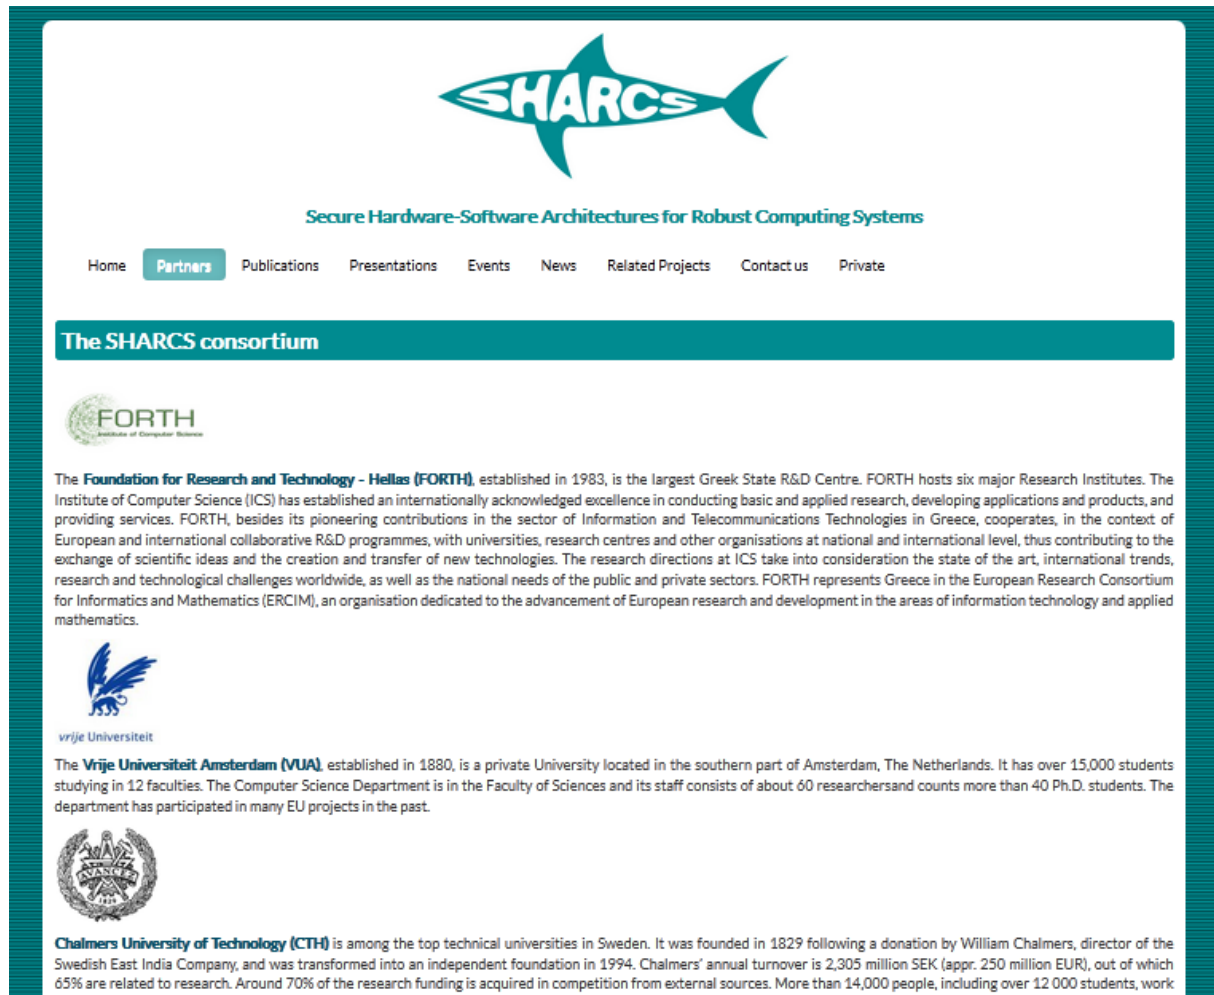 SHARCS
Secure Hardware-Software Architectures for Robust Computing Systems
Home Partners Publications Presentations Events News Related Projects Contact us Private
The SHARCS consortium
FORTH
Institute of Computer Science
The Foundation for Research and Technology - Hellas (FORTH), established in 1983, is the largest Greek State R&D Centre. FORTH hosts six major Research Institutes. The
Institute of Computer Science (ICS) has established an internationally acknowledged excellence in conducting basic and applied research, developing applications and products, and
providing services. FORTH, besides its pioneering contributions in the sector of Information and Telecommunications Technologies in Greece, cooperates, in the context of
European and international collaborative R&D programmes, with universities, research centres and other organisations at national and international level, thus contributing to the
exchange of scientific ideas and the creation and transfer of new technologies. The research directions at ICS take into consideration the state of the art, international trends,
research and technological challenges worldwide, as well as the national needs of the public and private sectors. FORTH represents Greece in the European Research Consortium
for Informatics and Mathematics (ERCIM), an organisation dedicated to the advancement of European research and development in the areas of information technology and applied
mathematics.
vrije Universiteit
The Vrije Universiteit Amsterdam (VUA), established in 1880, is a private University located in the southern part of Amsterdam, The Netherlands. It has over 15,000 students
studying in 12 faculties. The Computer Science Department is in the Faculty of Sciences and its staff consists of about 60 researchersand counts more than 40 Ph.D. students. The
department has participated in many EU projects in the past.
AVANCEZ
1829
Chalmers University of Technology (CTH) is among the top technical universities in Sweden. It was founded in 1829 following a donation by William Chalmers, director of the
Swedish East India Company, and was transformed into an independent foundation in 1994. Chalmers' annual turnover is 2,305 million SEK (appr. 250 million EUR), out of which
65% are related to research. Around 70% of the research funding is acquired in competition from external sources. More than 14,000 people, including over 12 000 students, work